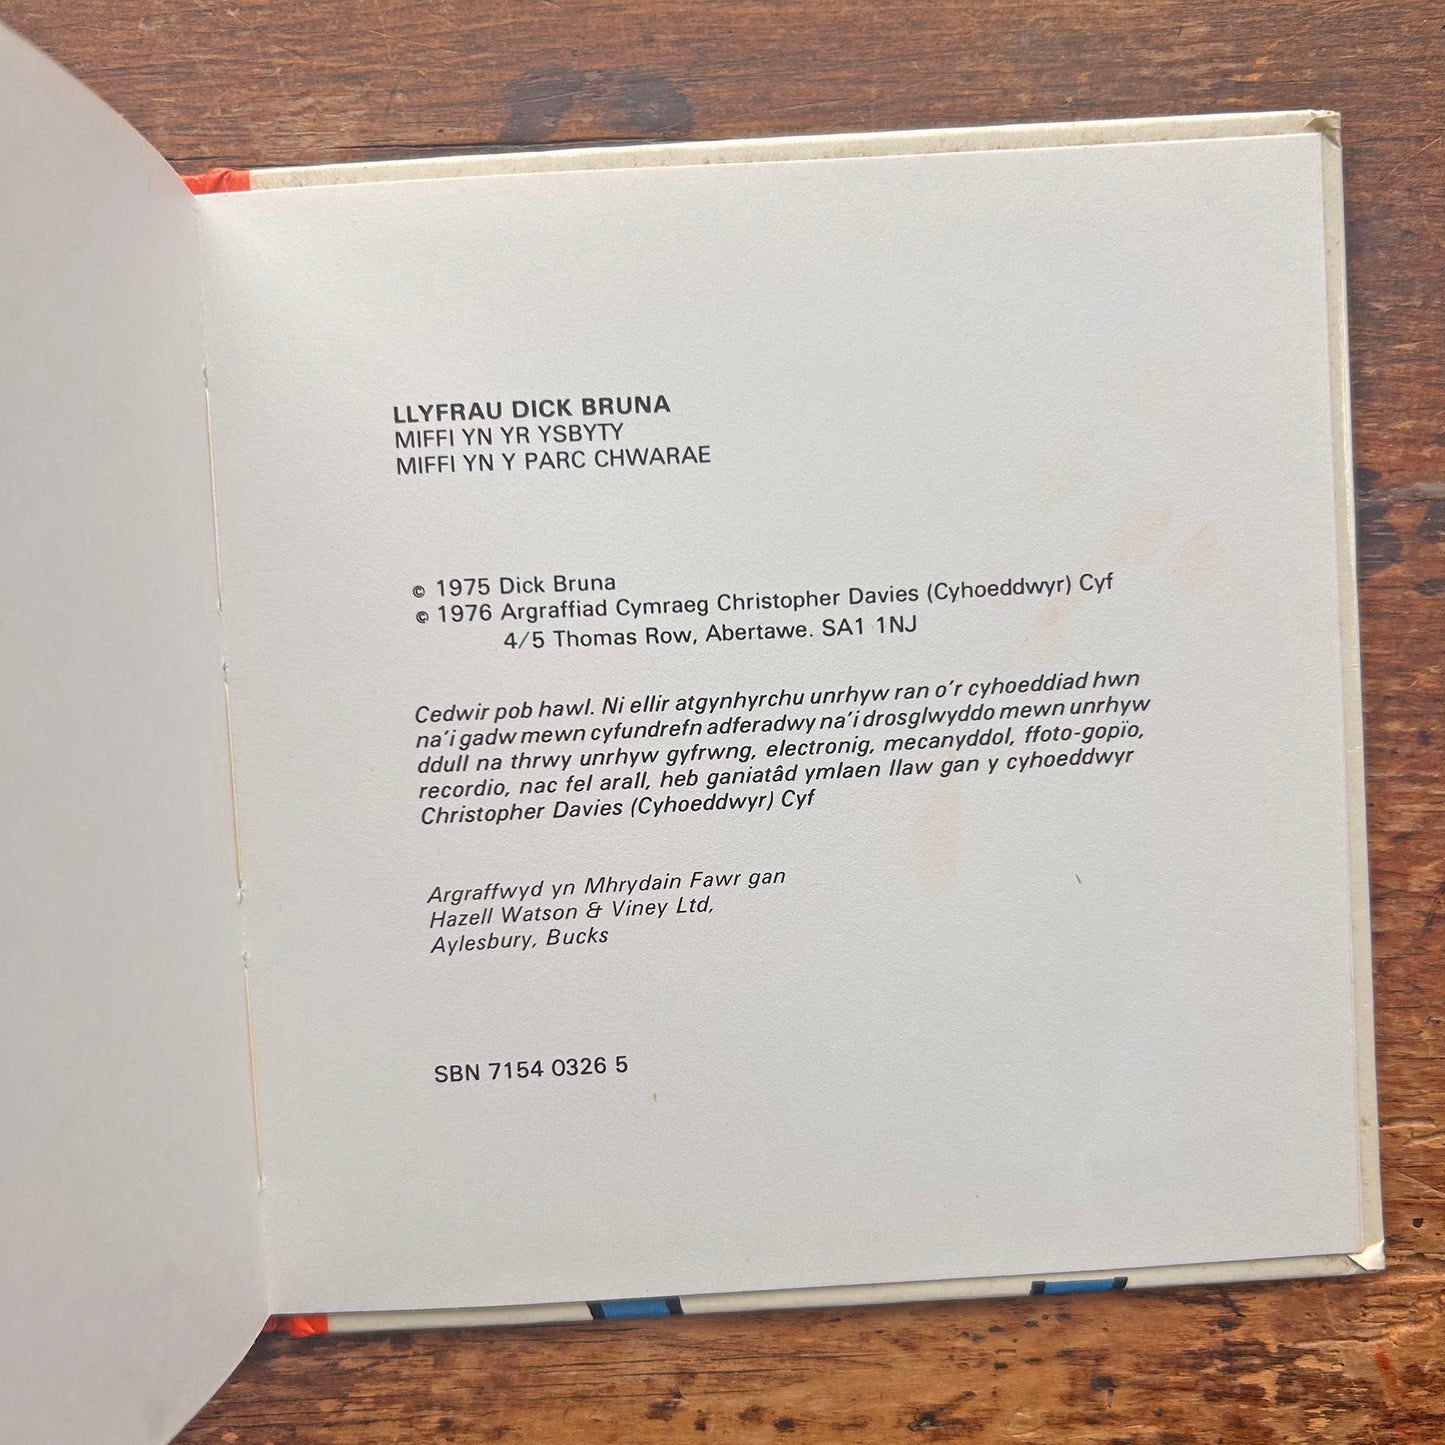 LLYFRAU DICK BRUNA
MIFFI YN YR YSBYTY
MIFFI YN Y PARC CHWARAE
© 1975 Dick Bruna
© 1976 Argraffiad Cymraeg Christopher Davies (Cyhoeddwyr) Cyf
4/5 Thomas Row, Abertawe. SA1 1NJ
Cedwir pob hawl. Ni ellir atgynhyrchu unrhyw ran o'r cyhoeddiad hwn
na'i gadw mewn cyfundrefn adferadwy na'i drosglwyddo mewn unrhyw
ddull na thrwy unrhyw gyfrwng, electronig, mecanyddol, ffoto-gopïo,
recordio, nac fel arall, heb ganiatâd ymlaen llaw gan y cyhoeddwyr
Christopher Davies (Cyhoeddwyr) Cyf
Argraffwyd yn Mhrydain Fawr gan
Hazell Watson & Viney Ltd,
Aylesbury, Bucks
SBN 7154 0326 5